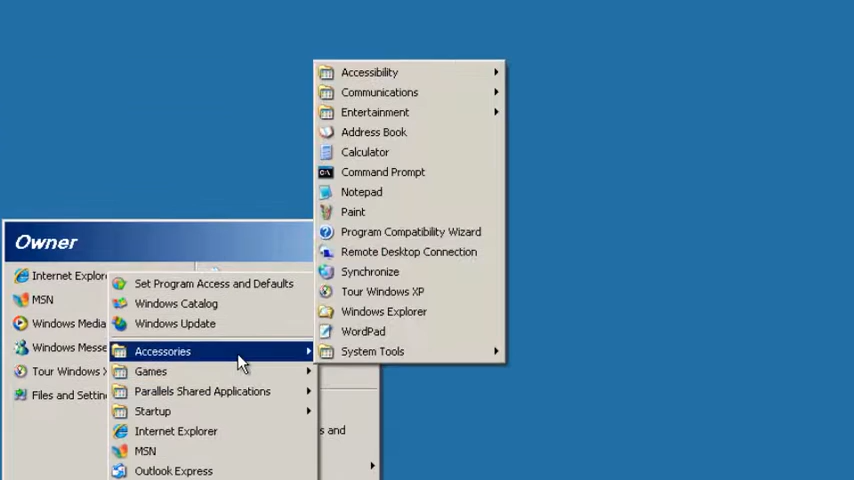 Accessibility
Communications
Entertainment
Address Book
Calculator
Command Prompt
Notepad
Paint
Program Compatibility Wizard
Remote Desktop Connection
Synchronize
Tour Windows XP
Windows Explorer
WordPad
System Tools
Owner
Internet Explor
MSN
Windows Media
Windows Messe
Tour Windows X
Files and Settin
Set Program Access and Defaults
Windows Catalog
Windows Update
Accessories
Games
Parallels Shared Applications
Startup
Internet Explorer
MSN
Outlook Express
s and